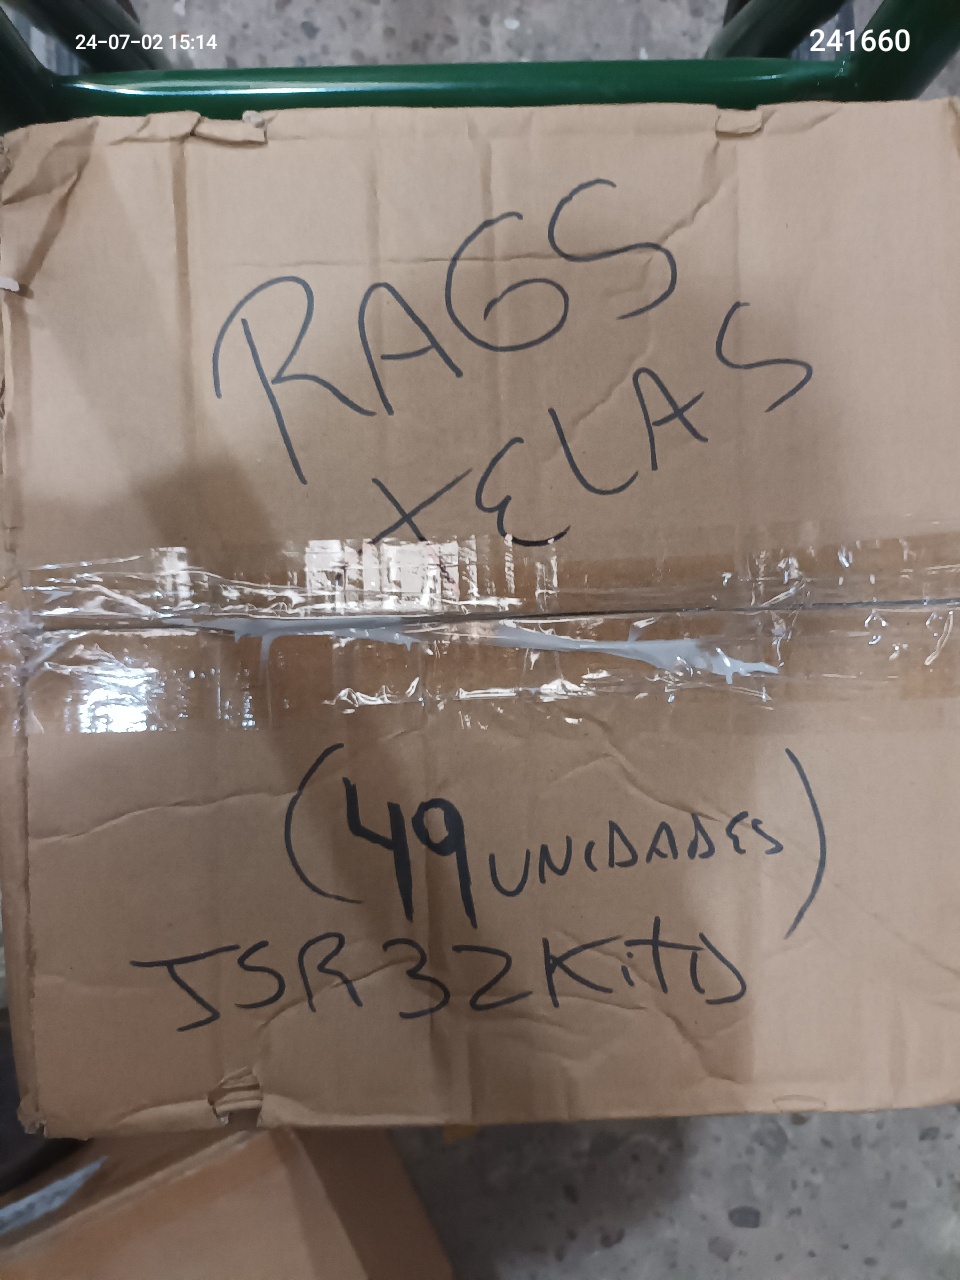 24-07-02 15:14
241660
RAGS
XELAS
(49 UNIDADES)
JSR32KitD